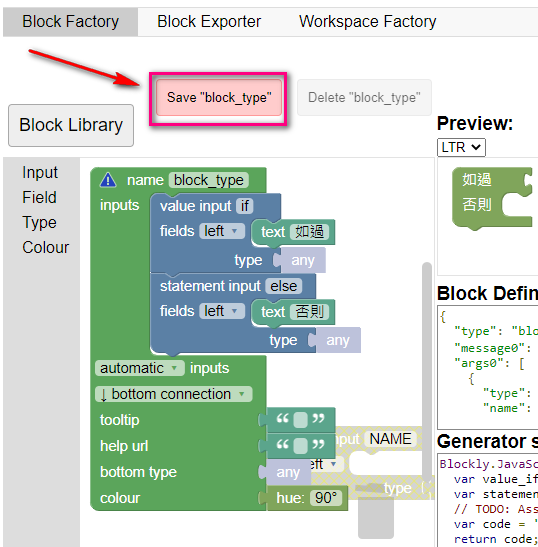 Block Factory Block Exporter Workspace Factory
Save "block_type" Delete "block_type"
Block Library
Input
Field
Type
Colour
name block_type
inputs value input if
fields left text 如過
type any
statement input else
fields left text 否則
type any
automatic inputs
↓ bottom connection
tooltip “ ”
help url “ ”
bottom type any
colour hue: 90°
NAME
type
Preview:
LTR
如過
否則
Block Defin
{
"type": "blo
"message0":
"args0": [
{
"type":
"name":
Generator s
Blockly.JavaSc
var value_if
var statemen
// TODO: Ass
var code = '
return code;